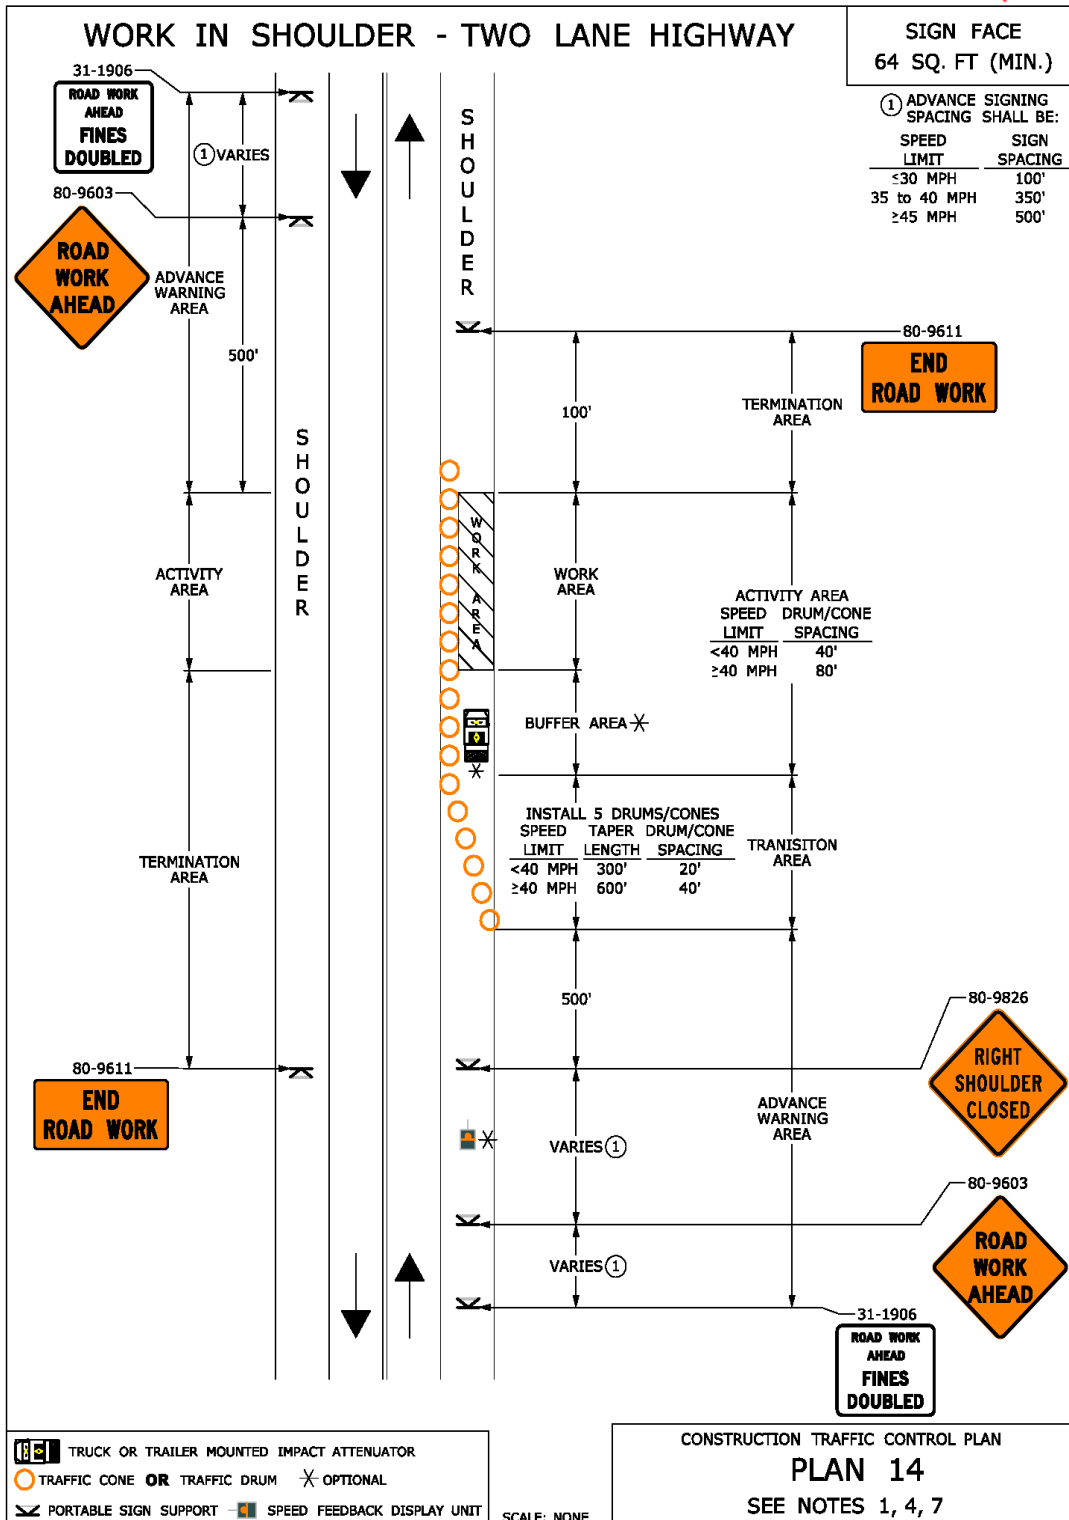 WORK IN SHOULDER - TWO LANE HIGHWAY
SIGN FACE
64 SQ. FT (MIN.)
1 ADVANCE SIGNING
SPACING SHALL BE:
SPEED SIGN
LIMIT SPACING
≤30 MPH 100'
35 to 40 MPH 350'
≥45 MPH 500'
31-1906
ROAD WORK
AHEAD
FINES
DOUBLED
1 VARIES
80-9603
ROAD
WORK
AHEAD
ADVANCE
WARNING
AREA
500'
SHOULDER
SHOULDER
80-9611
END
ROAD WORK
100'
TERMINATION
AREA
WORK AREA
ACTIVITY
AREA
WORK
AREA
ACTIVITY AREA
SPEED DRUM/CONE
LIMIT SPACING
<40 MPH 40'
≥40 MPH 80'
BUFFER AREA
INSTALL 5 DRUMS/CONES
SPEED TAPER DRUM/CONE
LIMIT LENGTH SPACING
<40 MPH 300' 20'
≥40 MPH 600' 40'
TRANISITON
AREA
TERMINATION
AREA
500'
80-9826
RIGHT
SHOULDER
CLOSED
80-9611
END
ROAD WORK
ADVANCE
WARNING
AREA
VARIES 1
80-9603
ROAD
WORK
AHEAD
VARIES 1
31-1906
ROAD WORK
AHEAD
FINES
DOUBLED
TRUCK OR TRAILER MOUNTED IMPACT ATTENUATOR
TRAFFIC CONE OR TRAFFIC DRUM OPTIONAL
PORTABLE SIGN SUPPORT SPEED FEEDBACK DISPLAY UNIT
SCALE: NONE
CONSTRUCTION TRAFFIC CONTROL PLAN
PLAN 14
SEE NOTES 1, 4, 7